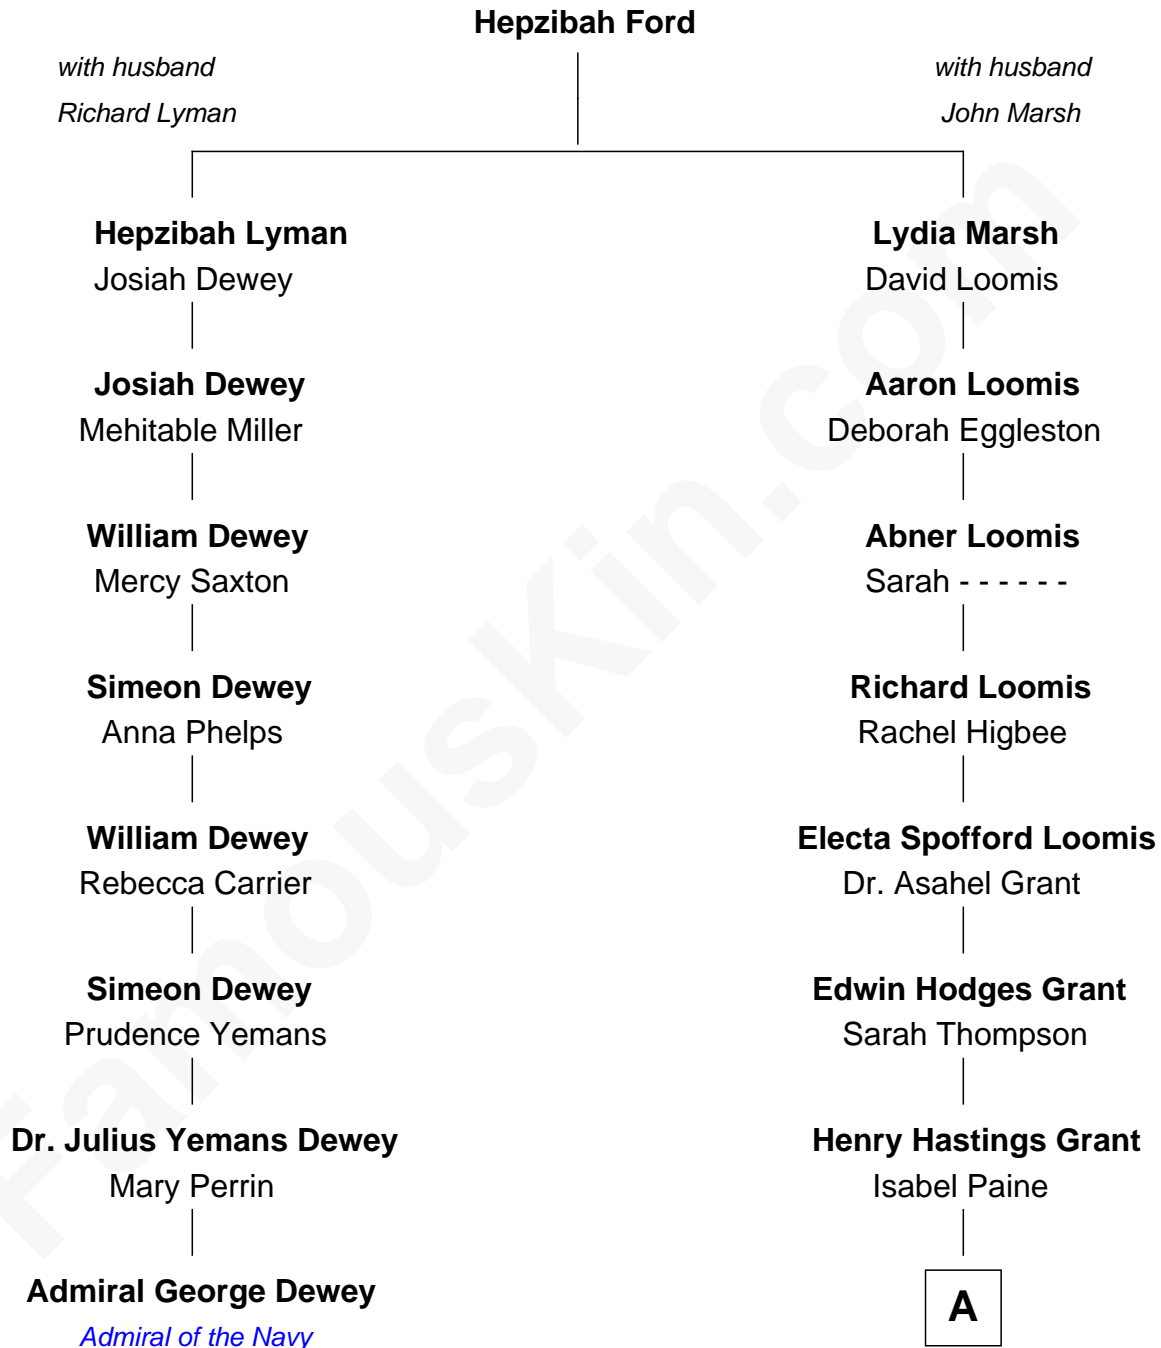 Hepzibah Ford
with husband
Richard Lyman
with husband
John Marsh
Hepzibah Lyman
Josiah Dewey
Lydia Marsh
David Loomis
Josiah Dewey
Mehitable Miller
Aaron Loomis
Deborah Eggleston
William Dewey
Mercy Saxton
Abner Loomis
Sarah - - - - - -
Simeon Dewey
Anna Phelps
Richard Loomis
Rachel Higbee
William Dewey
Rebecca Carrier
Electa Spofford Loomis
Dr. Asahel Grant
Simeon Dewey
Prudence Yemans
Edwin Hodges Grant
Sarah Thompson
Dr. Julius Yemans Dewey
Mary Perrin
Henry Hastings Grant
Isabel Paine
Admiral George Dewey
Admiral of the Navy
A
FamousKin.com